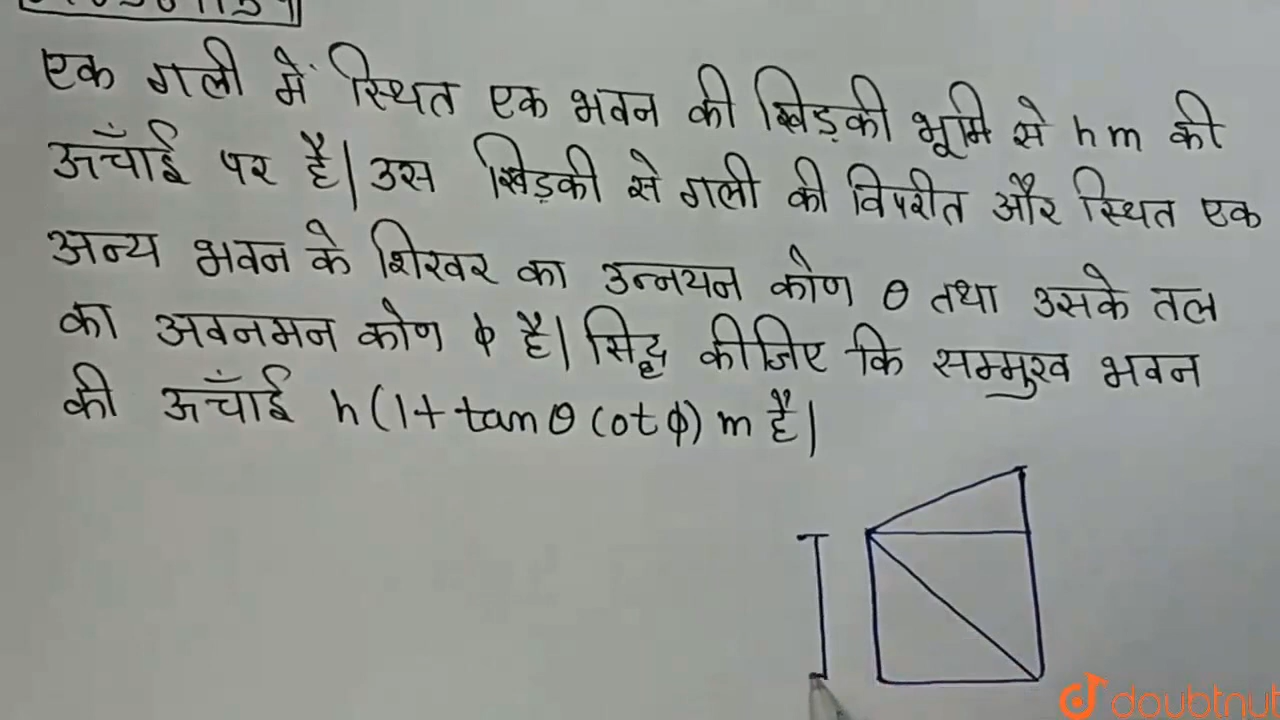 एक गली में स्थित एक भवन की खिड़की भूमि से h m की
ऊँचाई पर है। उस खिड़की से गली की विपरीत और स्थित एक
अन्य भवन के शिखर का उन्नयन कोण θ तथा उसके तल
का अवनमन कोण ϕ है। सिद्ध कीजिए कि सम्मुख भवन
की ऊँचाई h(1+ tanθ cotϕ) m है।
doubtnut